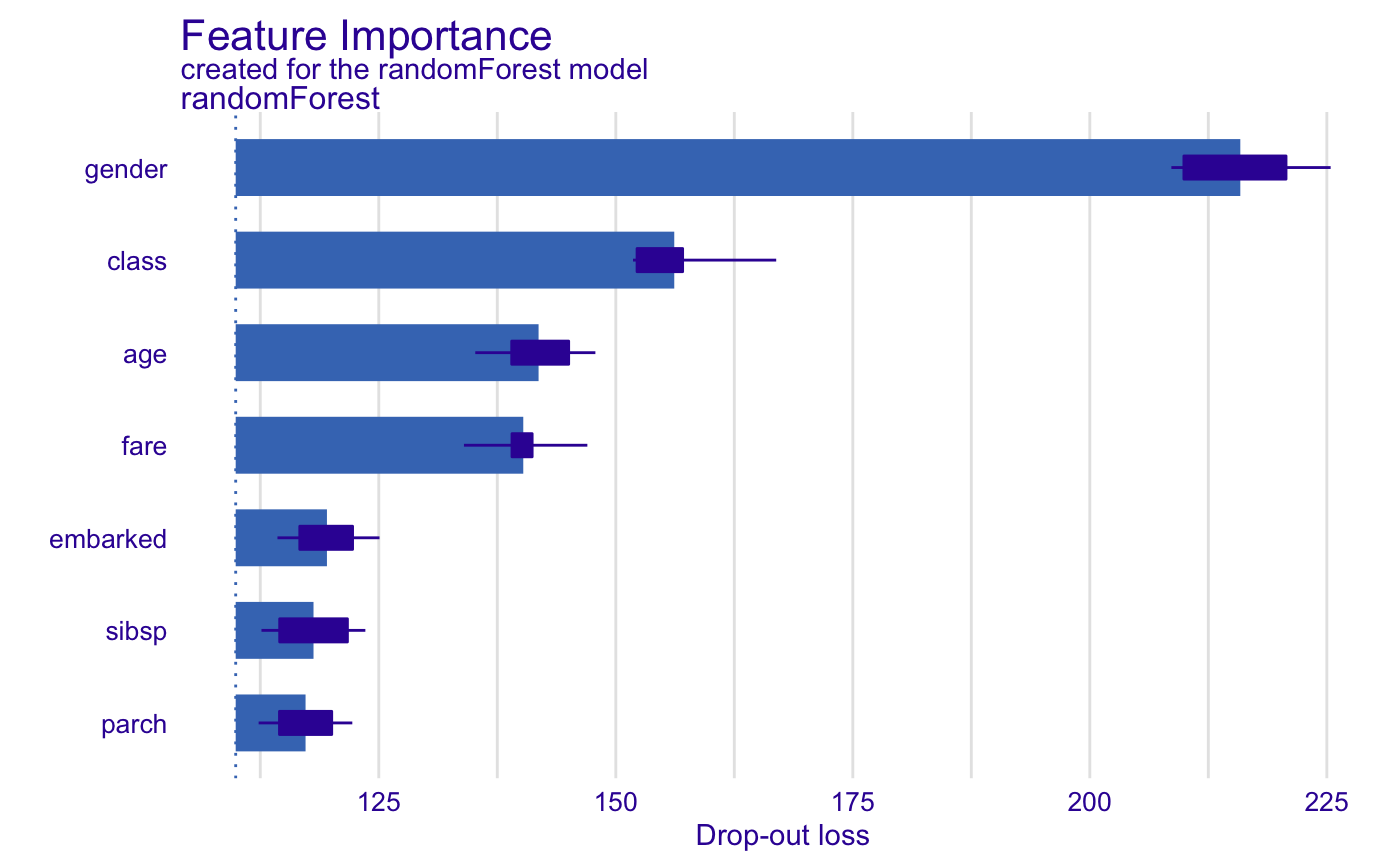 Feature Importance
created for the randomForest model
randomForest
gender
class
age
fare
embarked
sibsp
parch
125 150 175 200 225
Drop-out loss